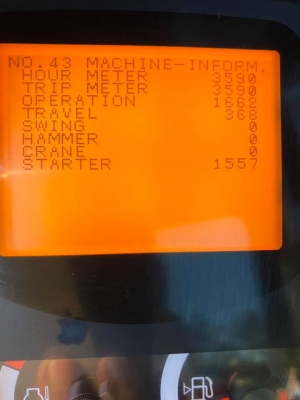 NO.43 MACHINE-INFORM.
HOUR METER 3590
TRIP METER 3590
OPERATION 1662
TRAVEL 368
SWING 0
HAMMER 0
CRANE 0
STARTER 1557